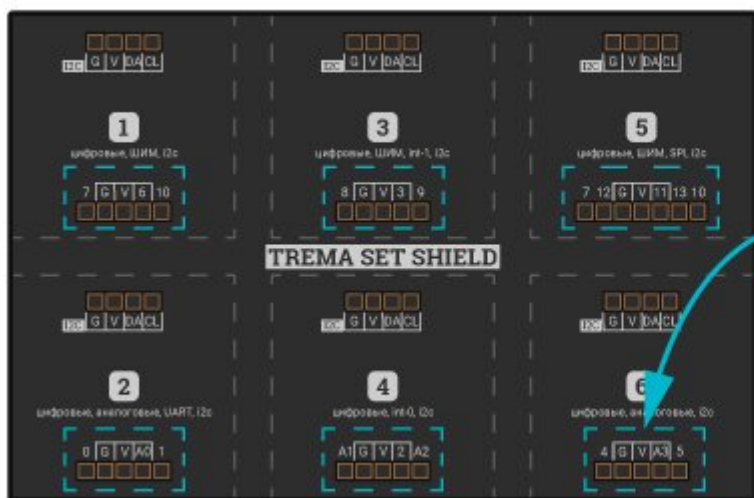 I2C G V DA CL
I2C G V DA CL
I2C G V DA CL
1
3
5
цифровые, ШИМ, i2c
цифровые, ШИМ, int-1, i2c
цифровые, ШИМ, SPI, i2c
7 G V 6 10
8 G V 3 9
7 12 G V 11 13 10
TREMA SET SHIELD
I2C G V DA CL
I2C G V DA CL
I2C G V DA CL
2
4
6
цифровые, аналоговые, UART, i2c
цифровые, int-0, i2c
цифровые, аналоговые, i2c
0 G V A0 1
A1 G V 2 A2
4 G V A3 5